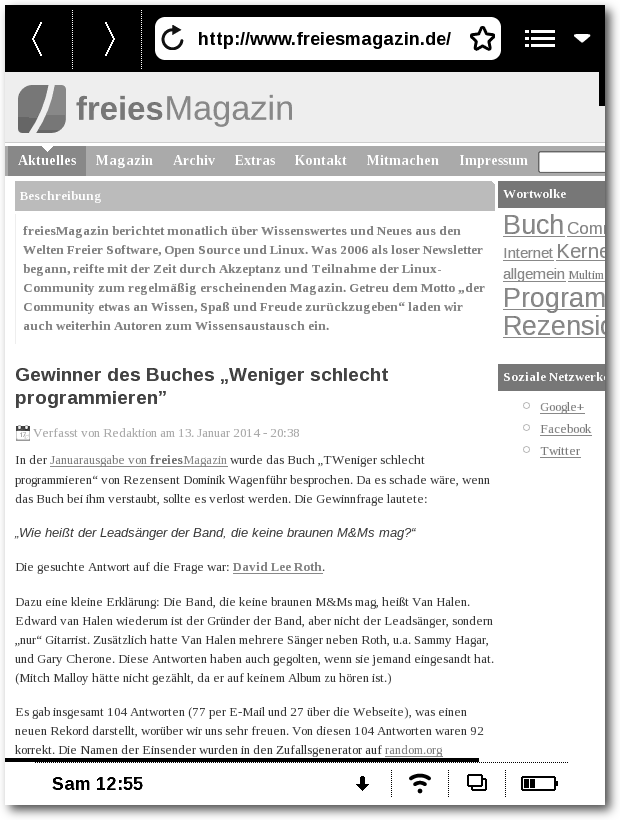 http://www.freiesmagazin.de/
freiesMagazin
Aktuelles Magazin Archiv Extras Kontakt Mitmachen Impressum
Beschreibung
freiesMagazin berichtet monatlich über Wissenswertes und Neues aus den
Welten Freier Software, Open Source und Linux. Was 2006 als loser Newsletter
begann, reifte mit der Zeit durch Akzeptanz und Teilnahme der Linux-
Community zum regelmäßig erscheinenden Magazin. Getreu dem Motto „der
Community etwas an Wissen, Spaß und Freude zurückzugeben“ laden wir
auch weiterhin Autoren zum Wissensaustausch ein.
Gewinner des Buches „Weniger schlecht
programmieren”
Verfasst von Redaktion am 13. Januar 2014 - 20:38
In der Januarausgabe von freiesMagazin wurde das Buch „TWeniger schlecht
programmieren“ von Rezensent Dominik Wagenführ besprochen. Da es schade wäre, wenn
das Buch bei ihm verstaubt, sollte es verlost werden. Die Gewinnfrage lautete:
„Wie heißt der Leadsänger der Band, die keine braunen M&Ms mag?“
Die gesuchte Antwort auf die Frage war: David Lee Roth.
Dazu eine kleine Erklärung: Die Band, die keine braunen M&Ms mag, heißt Van Halen.
Edward van Halen wiederum ist der Gründer der Band, aber nicht der Leadsänger, sondern
„nur“ Gitarrist. Zusätzlich hatte Van Halen mehrere Sänger neben Roth, u.a. Sammy Hagar,
und Gary Cherone. Diese Antworten haben auch gegolten, wenn sie jemand eingesandt hat.
(Mitch Malloy hätte nicht gezählt, da er auf keinem Album zu hören ist.)
Es gab insgesamt 104 Antworten (77 per E-Mail und 27 über die Webseite), was einen
neuen Rekord darstellt, worüber wir uns sehr freuen. Von diesen 104 Antworten waren 92
korrekt. Die Namen der Einsender wurden in den Zufallsgenerator auf random.org
Wortwolke
Buch Com
Internet Kerne
allgemein Multim
Program
Rezensio
Soziale Netzwerke
Google+
Facebook
Twitter
Sam 12:55